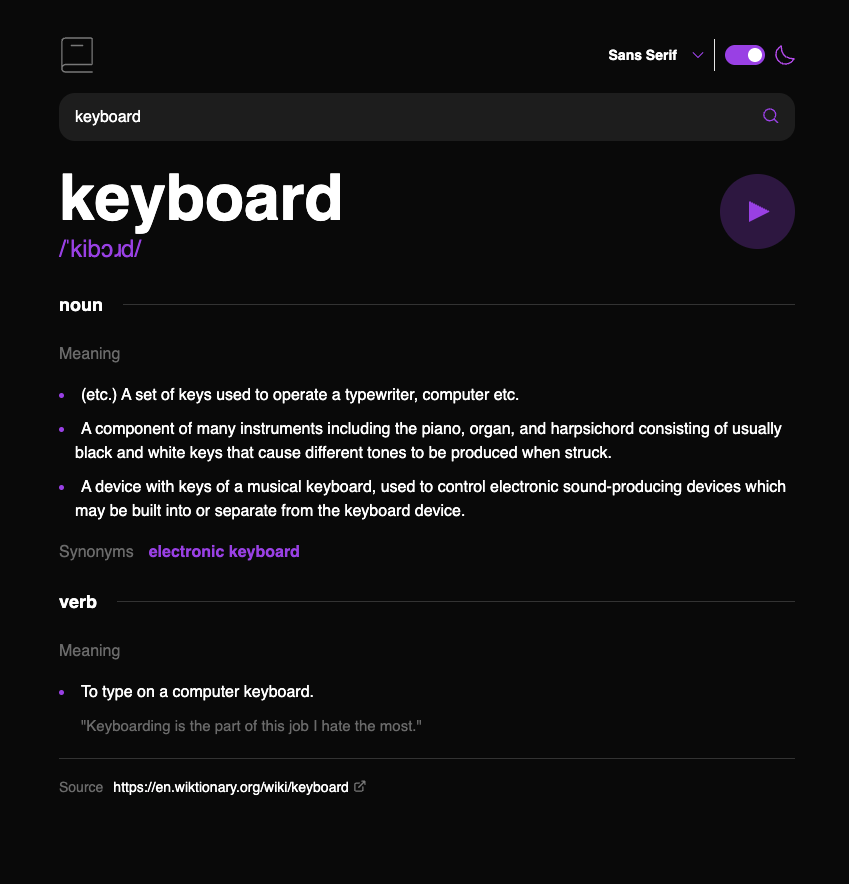 Sans Serif
keyboard
keyboard
/ˈkibɔɹd/
noun
Meaning
(etc.) A set of keys used to operate a typewriter, computer etc.
A component of many instruments including the piano, organ, and harpsichord consisting of usually
black and white keys that cause different tones to be produced when struck.
A device with keys of a musical keyboard, used to control electronic sound-producing devices which
may be built into or separate from the keyboard device.
Synonyms electronic keyboard
verb
Meaning
To type on a computer keyboard.
"Keyboarding is the part of this job I hate the most."
Source https://en.wiktionary.org/wiki/keyboard